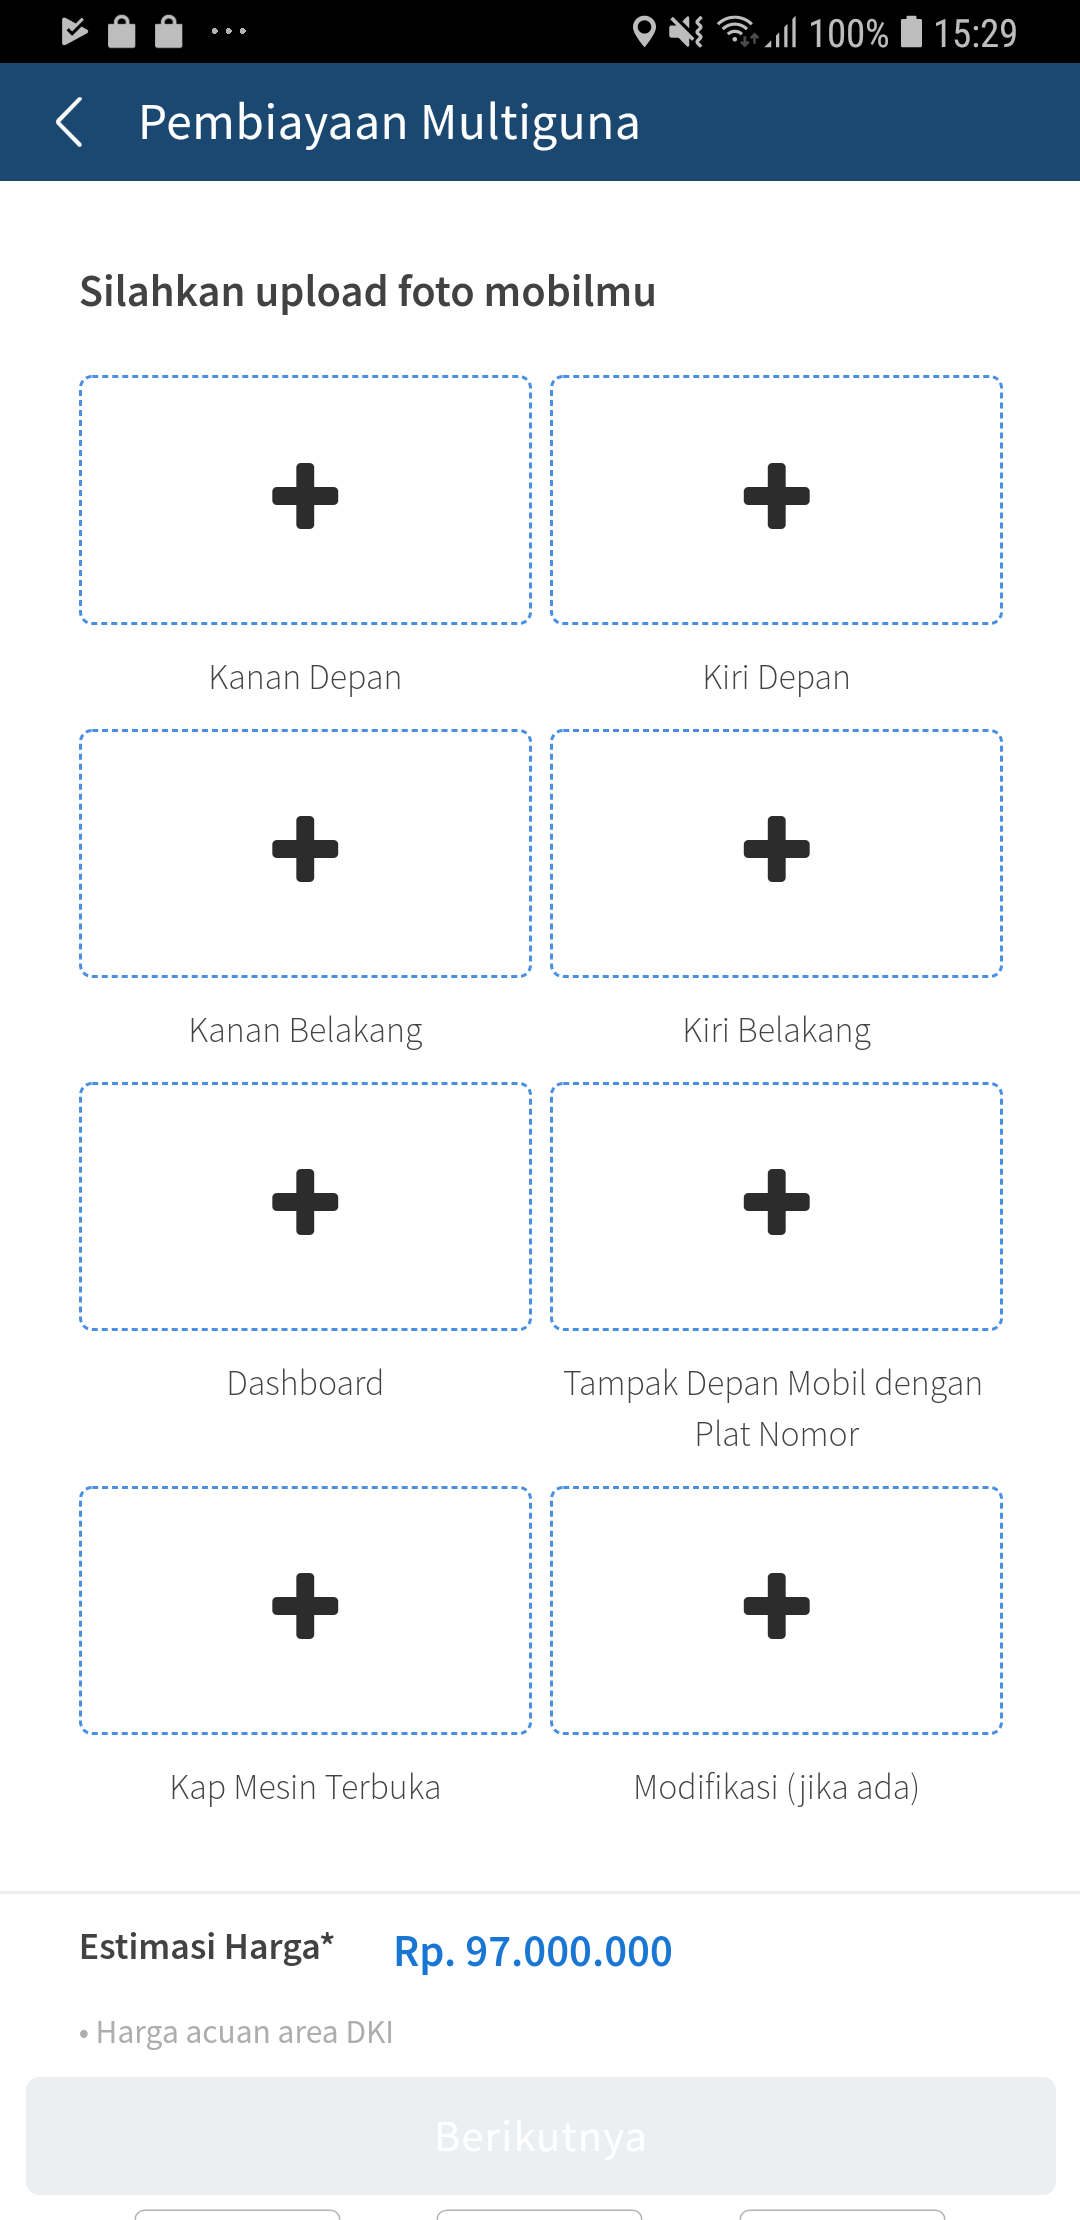 100% 15:29
Pembiayaan Multiguna
Silahkan upload foto mobilmu
Kanan Depan
Kiri Depan
Kanan Belakang
Kiri Belakang
Dashboard
Tampak Depan Mobil dengan
Plat Nomor
Kap Mesin Terbuka
Modifikasi (jika ada)
Estimasi Harga* Rp. 97.000.000
• Harga acuan area DKI
Berikutnya